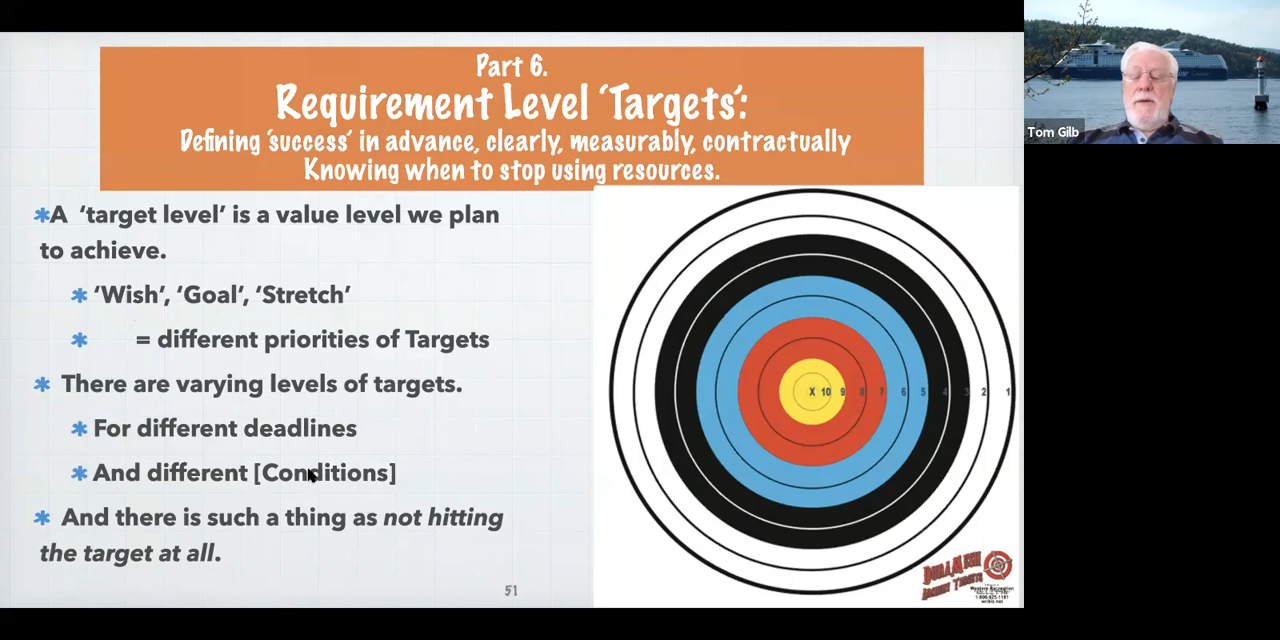 Part 6.
Requirement Level ‘Targets’:
Defining ‘success’ in advance, clearly, measurably, contractually
Knowing when to stop using resources.
Tom Gilb
*A ‘target level’ is a value level we plan
to achieve.
* ‘Wish’, ‘Goal’, ‘Stretch’
* = different priorities of Targets
* There are varying levels of targets.
* For different deadlines
* And different [Conditions]
* And there is such a thing as not hitting
the target at all.
X 10 9 8 7 6 5 4 3 2 1
DuraMesh
Archery Targets
51